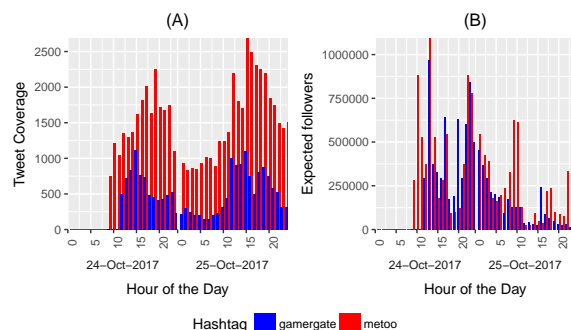 (A)
(B)
Tweet Coverage
2500
2000
1500
1000
500
0
0 5 10 15 20 0 5 10 15 20
24–Oct–2017 25–Oct–2017
Hour of the Day
Expected followers
1000000
750000
500000
250000
0
0 5 10 15 20 0 5 10 15 20
24–Oct–2017 25–Oct–2017
Hour of the Day
Hashtag gamergate metoo